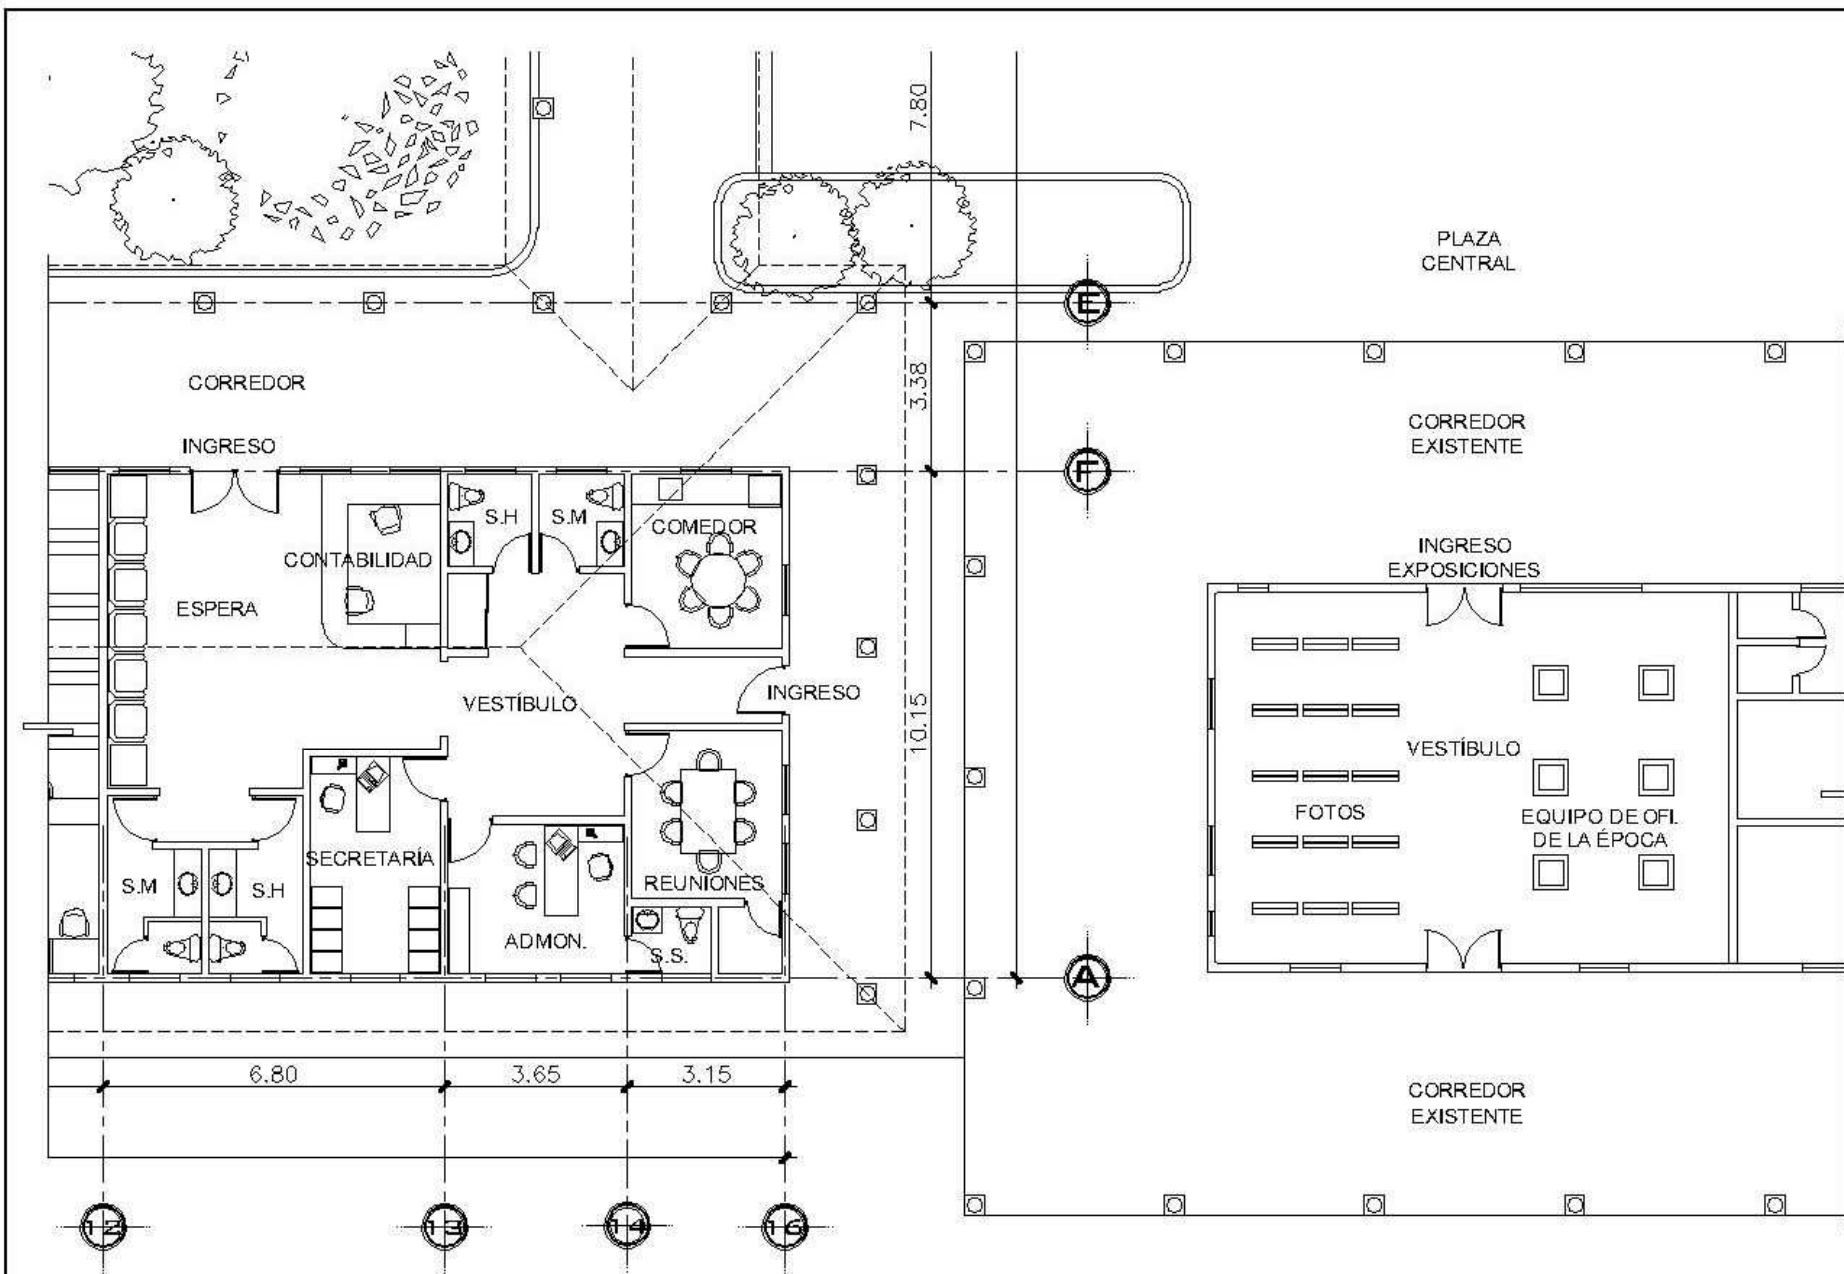 7.80
PLAZA
CENTRAL
E
3.38
CORREDOR
INGRESO
CORREDOR
EXISTENTE
F
S.H
S.M
COMEDOR
CONTABILIDAD
ESPERA
INGRESO
EXPOSICIONES
VESTÍBULO
INGRESO
10.15
VESTÍBULO
FOTOS
EQUIPO DE OFI.
DE LA ÉPOCA
SECRETARÍA
S.M
S.H
REUNIONES
ADMON.
S.S.
A
6.80
3.65
3.15
CORREDOR
EXISTENTE
12
13
14
16